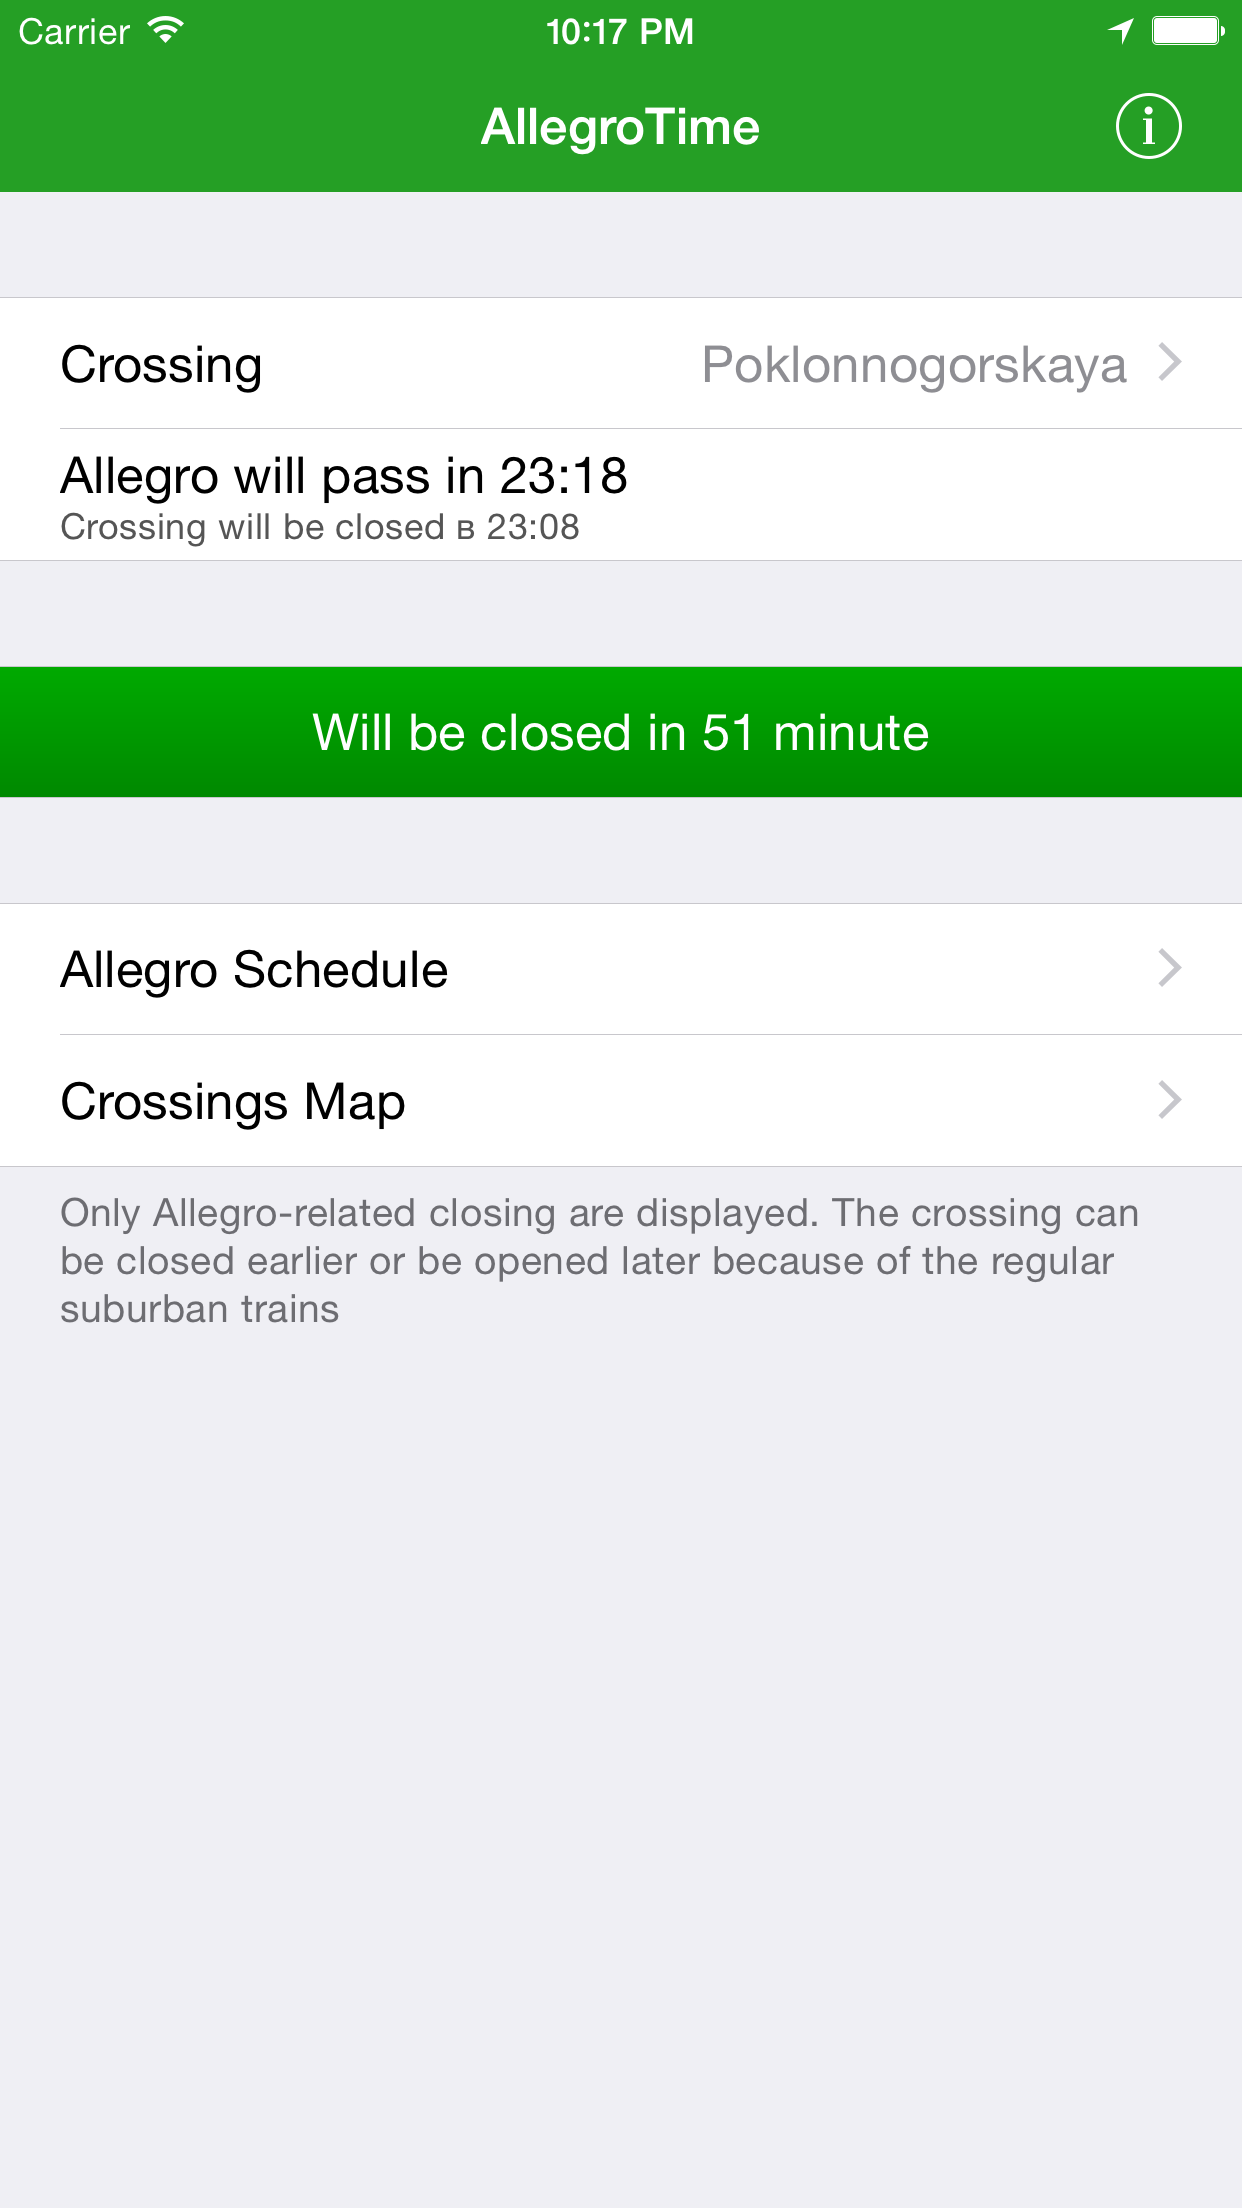 Carrier 10:17 PM
AllegroTime
Crossing Poklonnogorskaya
Allegro will pass in 23:18
Crossing will be closed в 23:08
Will be closed in 51 minute
Allegro Schedule
Crossings Map
Only Allegro-related closing are displayed. The crossing can
be closed earlier or be opened later because of the regular
suburban trains